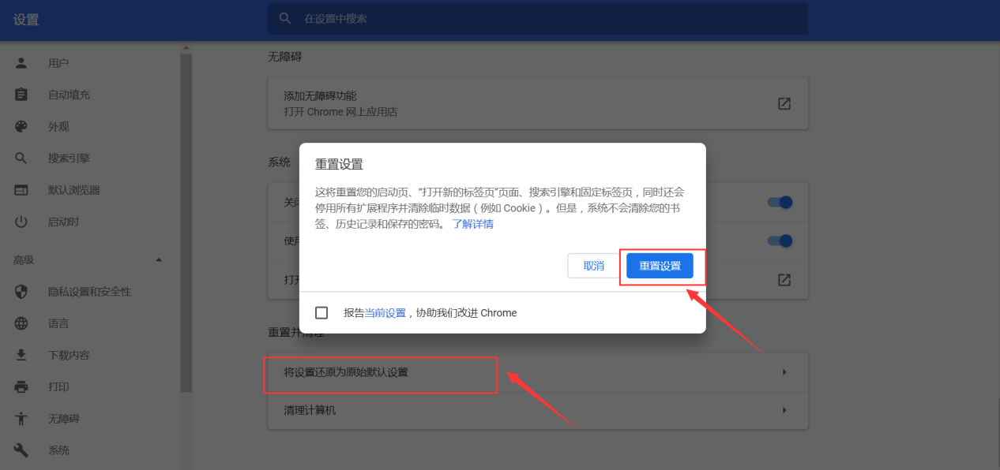 设置
在设置中搜索
用户
自动填充
外观
搜索引擎
默认浏览器
启动时
高级
隐私设置和安全性
语言
下载内容
打印
无障碍
系统
无障碍
添加无障碍功能
打开 Chrome 网上应用店
系统
关闭
使用
打开
重置设置
这将重置您的启动页、“打开新的标签页”页面、搜索引擎和固定标签页，同时还会
停用所有扩展程序并清除临时数据（例如 Cookie）。但是，系统不会清除您的书
签、历史记录和保存的密码。 了解详情
取消
重置设置
报告当前设置，协助我们改进 Chrome
重置并清理
将设置还原为原始默认设置
清理计算机